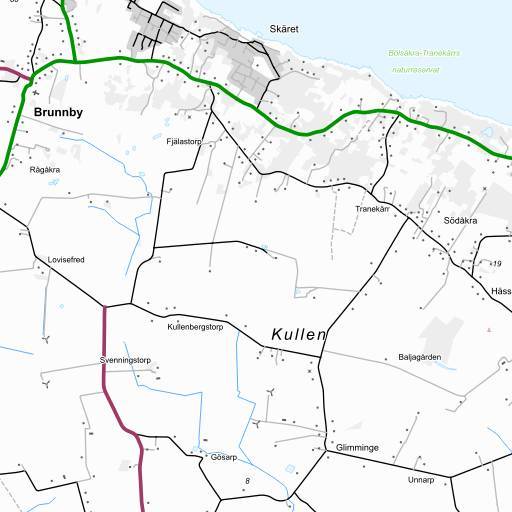 Skäret
Bölsåkra-Tranekärrs
naturreservat
Brunnby
Fjälastorp
Rågåkra
Tranekärr
Södåkra
Lovisefred
19
Häss
Kullenbergstorp
Kullen
Svenningstorp
Baljagården
Glimminge
Gösarp
8
Unnarp